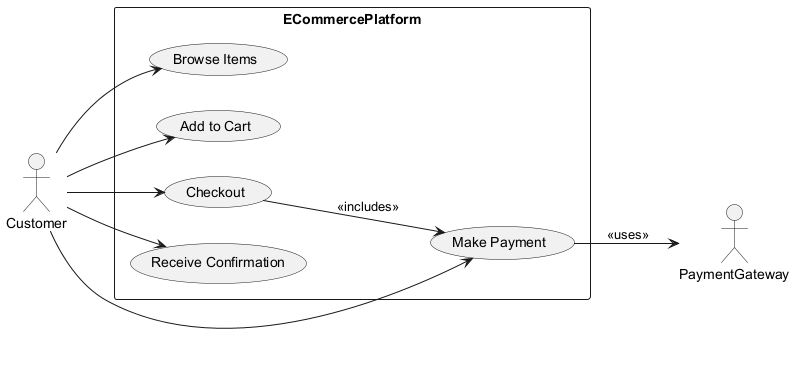 ECommercePlatform
Browse Items
Add to Cart
Checkout
«includes»
Customer
Make Payment
«uses»
Receive Confirmation
PaymentGateway